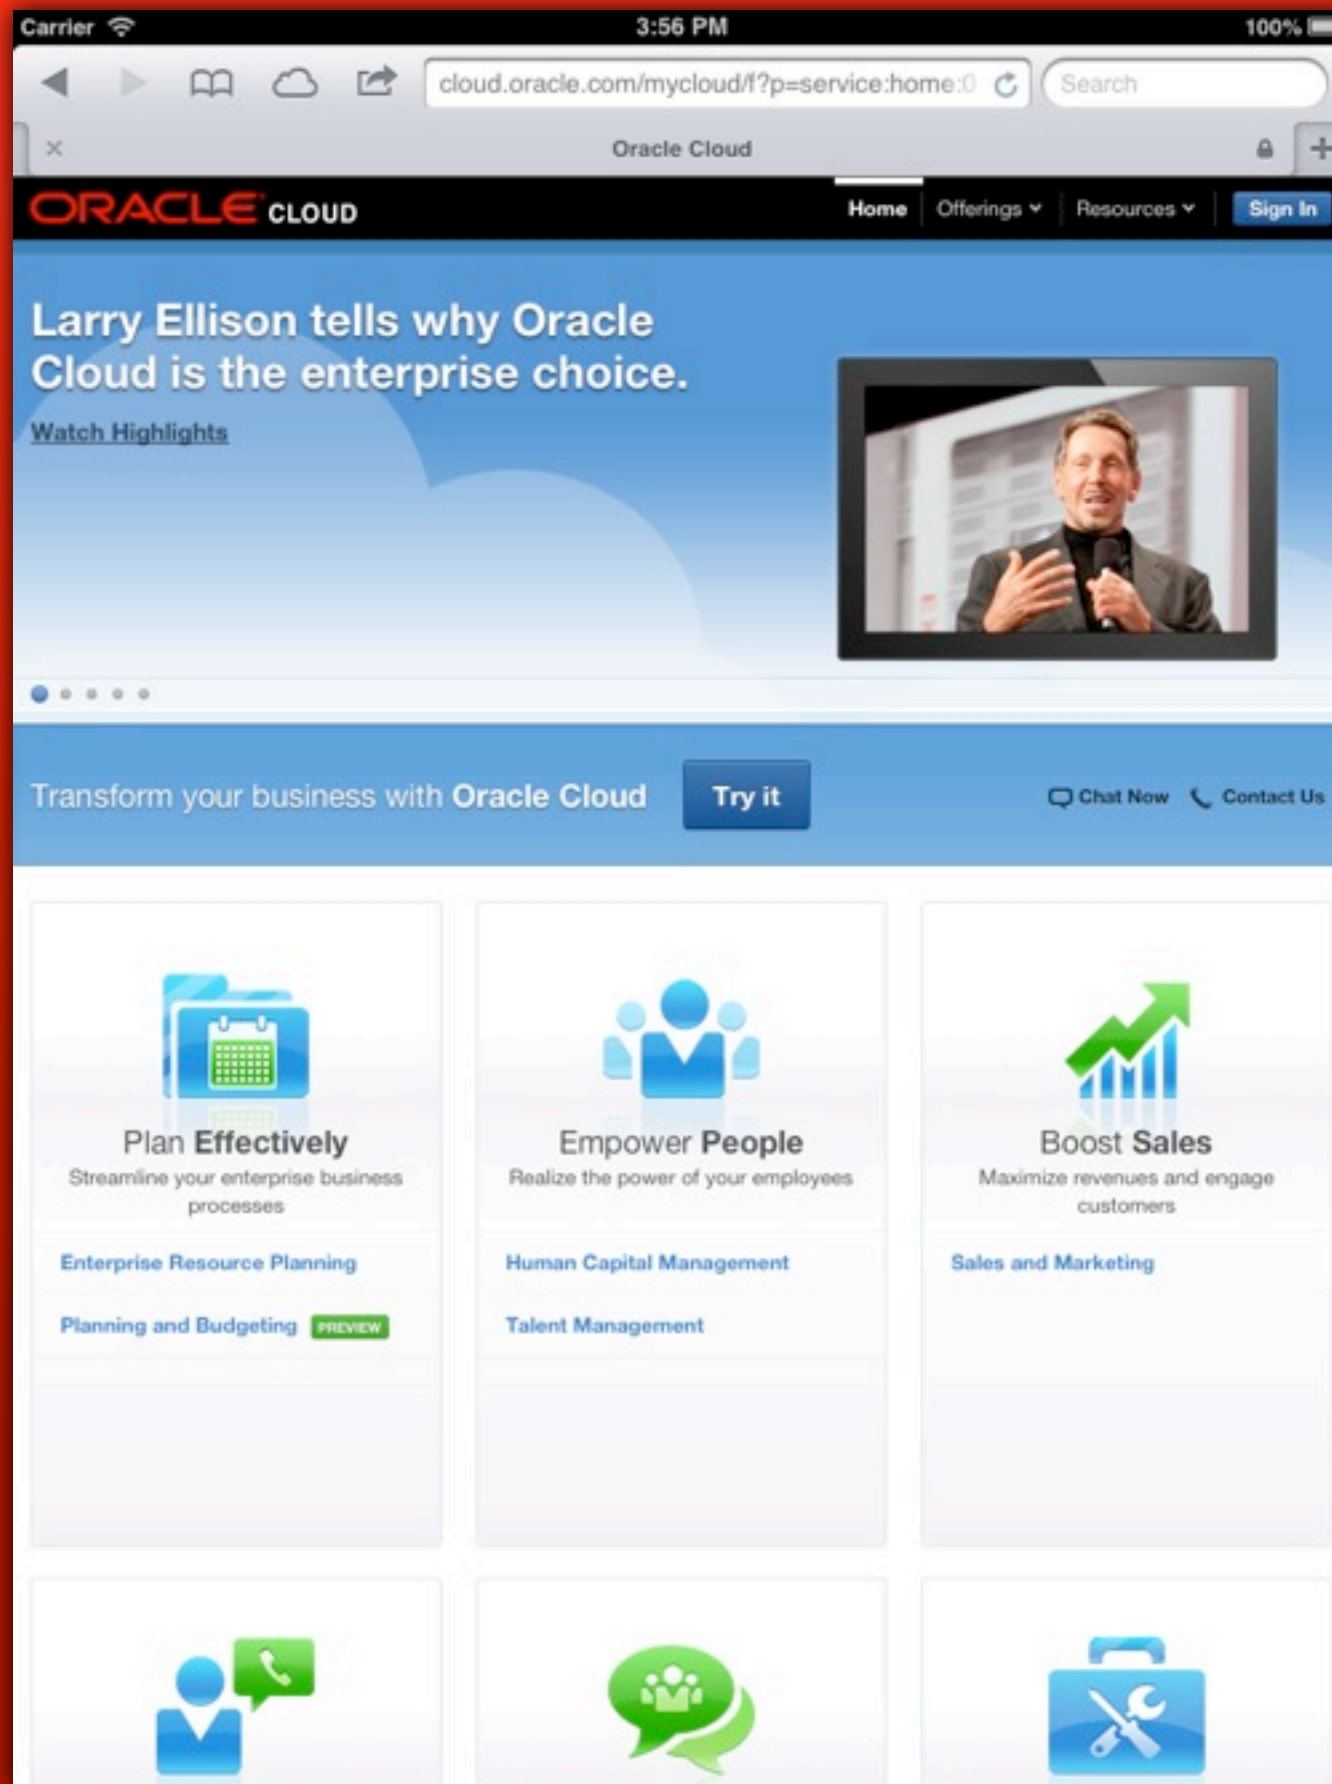 Carrier 3:56 PM 100%
cloud.oracle.com/mycloud/f?p=service:home:0 Search
Oracle Cloud
ORACLE CLOUD Home Offerings Resources Sign In
Larry Ellison tells why Oracle
Cloud is the enterprise choice.
Watch Highlights
Transform your business with Oracle Cloud Try it Chat Now Contact Us
Plan Effectively
Streamline your enterprise business
processes
Enterprise Resource Planning
Planning and Budgeting PREVIEW
Empower People
Realize the power of your employees
Human Capital Management
Talent Management
Boost Sales
Maximize revenues and engage
customers
Sales and Marketing